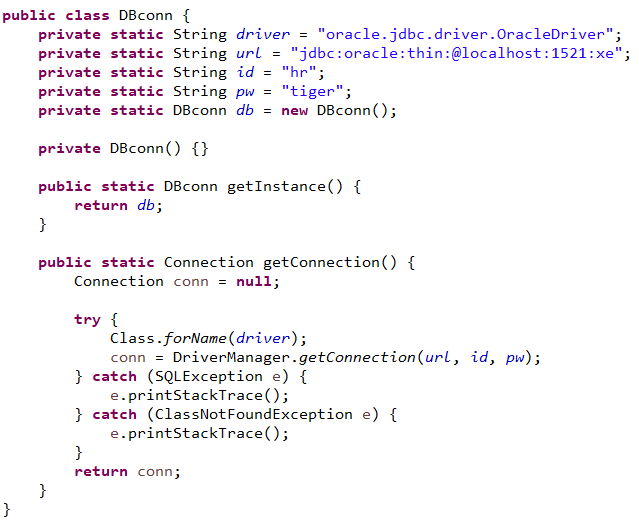 public class DBconn {
    private static String driver = "oracle.jdbc.driver.OracleDriver";
    private static String url = "jdbc:oracle:thin:@localhost:1521:xe";
    private static String id = "hr";
    private static String pw = "tiger";
    private static DBconn db = new DBconn();

    private DBconn() {}

    public static DBconn getInstance() {
        return db;
    }

    public static Connection getConnection() {
        Connection conn = null;

        try {
            Class.forName(driver);
            conn = DriverManager.getConnection(url, id, pw);
        } catch (SQLException e) {
            e.printStackTrace();
        } catch (ClassNotFoundException e) {
            e.printStackTrace();
        }
        return conn;
    }
}